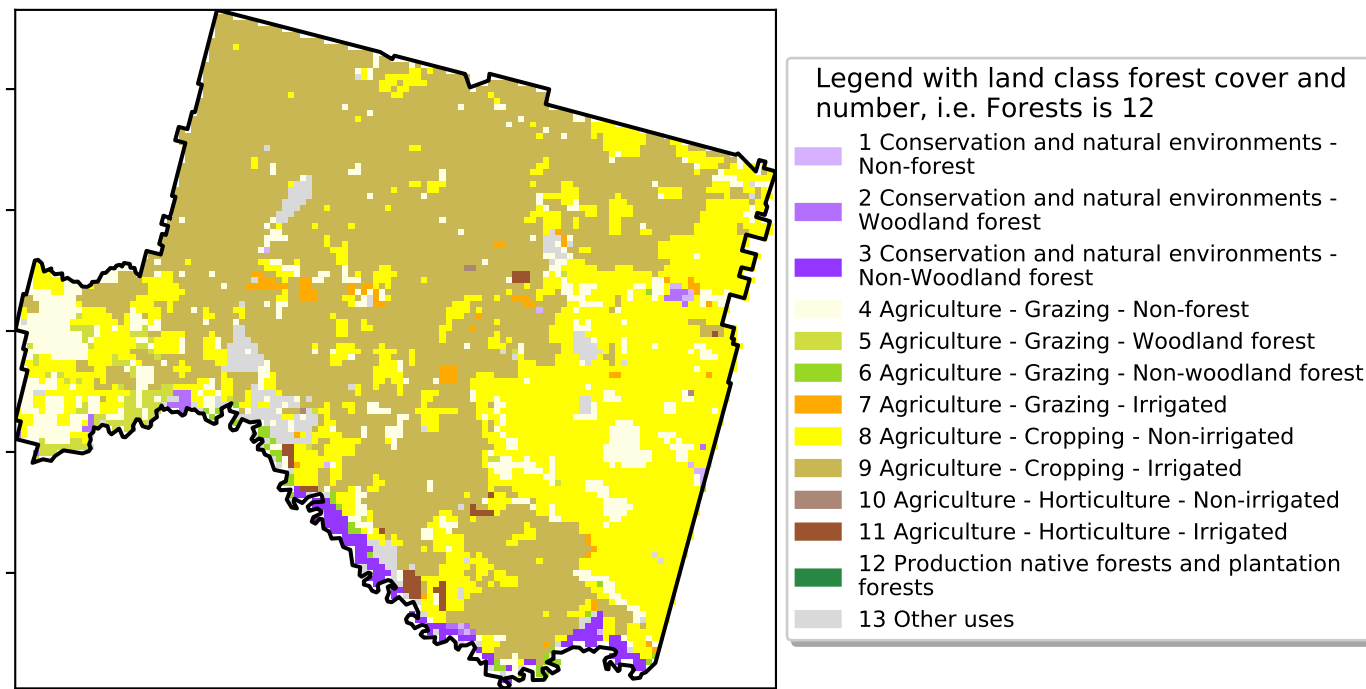 Legend with land class forest cover and
number, i.e. Forests is 12
1 Conservation and natural environments -
Non-forest
2 Conservation and natural environments -
Woodland forest
3 Conservation and natural environments -
Non-Woodland forest
4 Agriculture - Grazing - Non-forest
5 Agriculture - Grazing - Woodland forest
6 Agriculture - Grazing - Non-woodland forest
7 Agriculture - Grazing - Irrigated
8 Agriculture - Cropping - Non-irrigated
9 Agriculture - Cropping - Irrigated
10 Agriculture - Horticulture - Non-irrigated
11 Agriculture - Horticulture - Irrigated
12 Production native forests and plantation
forests
13 Other uses